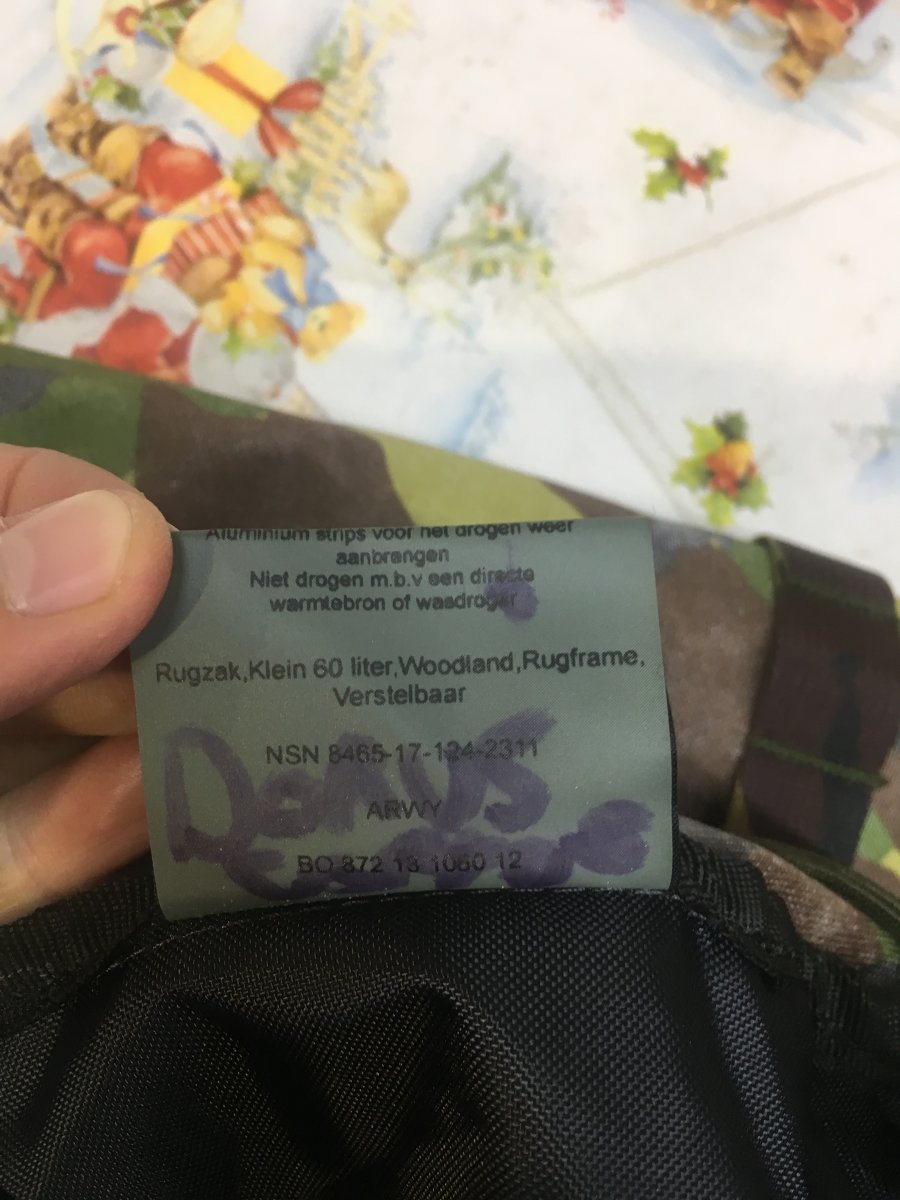 Aluminium strips voor het drogen weer
aanbrengen
Niet drogen m.b.v een directe
warmtebron of wasdroger
Rugzak,Klein 60 liter,Woodland,Rugframe,
Verstelbaar
NSN 8465-17-124-2311
ARWY
BO 872 13 1060 12